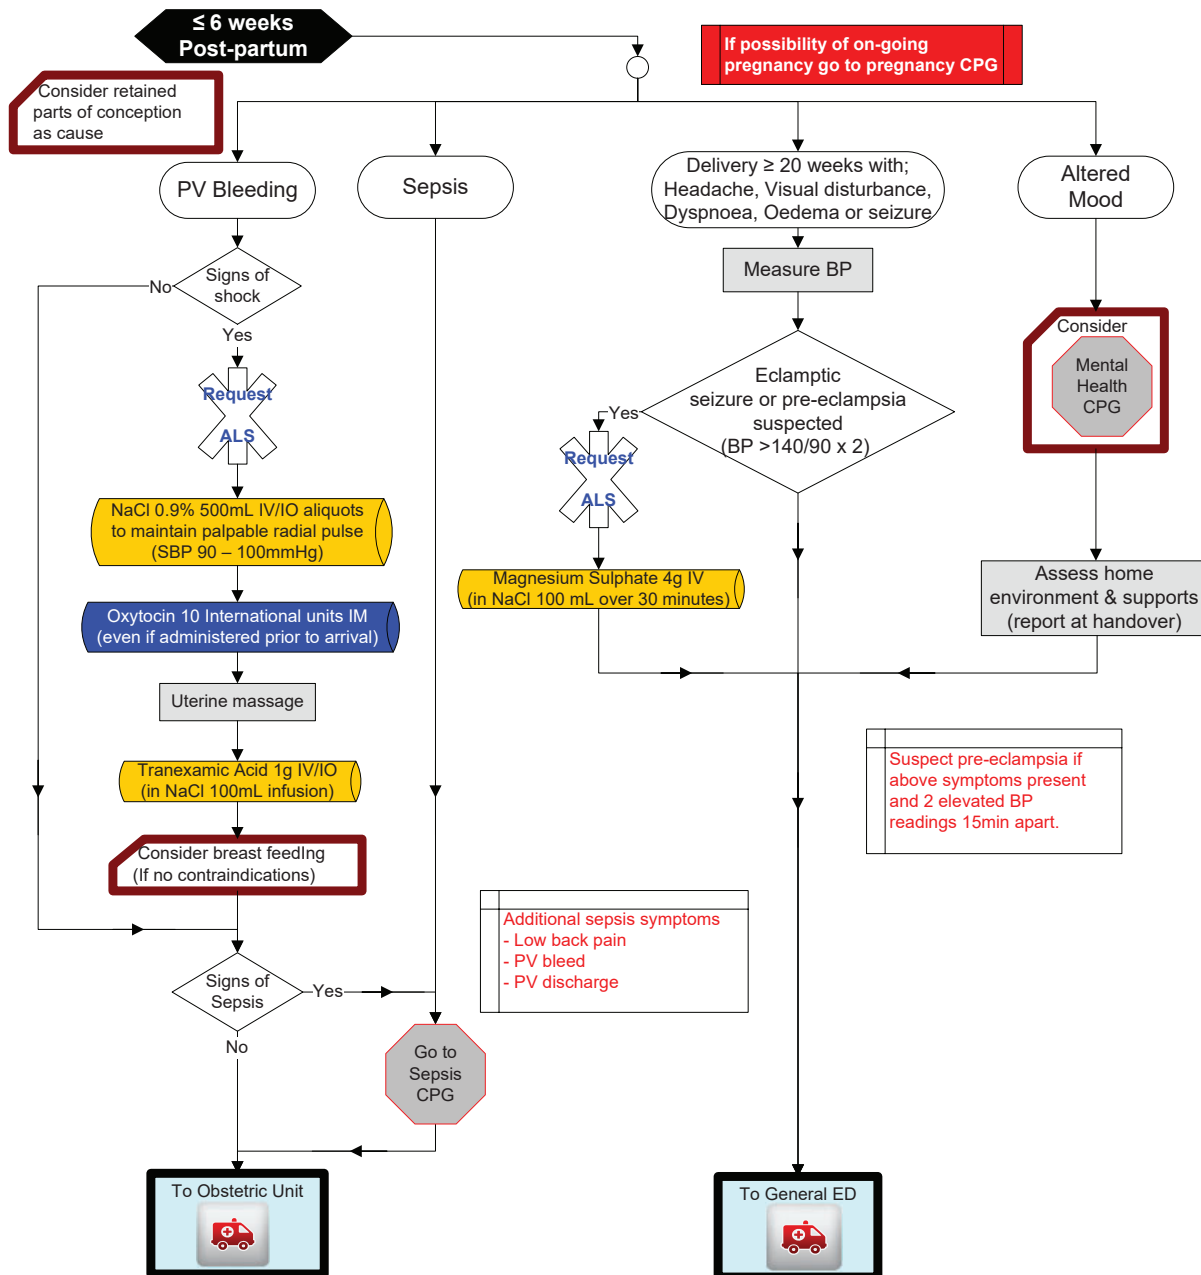 ≤ 6 weeks
Post-partum
If possibility of on-going
pregnancy go to pregnancy CPG
Consider retained
parts of conception
as cause
PV Bleeding
Sepsis
Delivery ≥ 20 weeks with;
Headache, Visual disturbance,
Dyspnoea, Oedema or seizure
Altered
Mood
Signs of
shock
No
Yes
Measure BP
Consider
Mental
Health
CPG
Request
ALS
Eclamptic
seizure or pre-eclampsia
suspected
(BP >140/90 x 2)
Yes
Request
ALS
NaCl 0.9% 500mL IV/IO aliquots
to maintain palpable radial pulse
(SBP 90 – 100mmHg)
Magnesium Sulphate 4g IV
(in NaCl 100 mL over 30 minutes)
Assess home
environment & supports
(report at handover)
Oxytocin 10 International units IM
(even if administered prior to arrival)
Uterine massage
Tranexamic Acid 1g IV/IO
(in NaCl 100mL infusion)
Suspect pre-eclampsia if
above symptoms present
and 2 elevated BP
readings 15min apart.
Consider breast feedIng
(If no contraindications)
Additional sepsis symptoms
- Low back pain
- PV bleed
- PV discharge
Signs of
Sepsis
Yes
No
Go to
Sepsis
CPG
To Obstetric Unit
To General ED